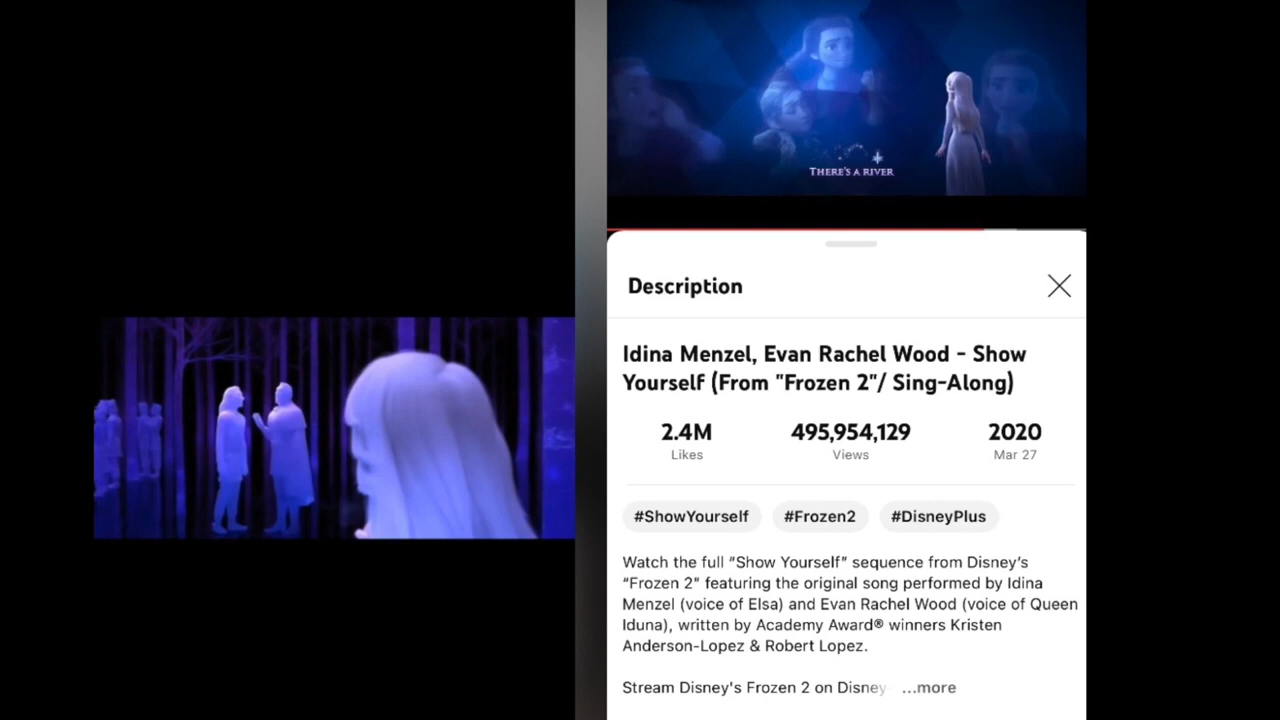 THERE'S A RIVER
Description
Idina Menzel, Evan Rachel Wood - Show
Yourself (From "Frozen 2"/ Sing-Along)
2.4M 495,954,129 2020
Likes Views Mar 27
#ShowYourself #Frozen2 #DisneyPlus
Watch the full “Show Yourself” sequence from Disney’s
“Frozen 2” featuring the original song performed by Idina
Menzel (voice of Elsa) and Evan Rachel Wood (voice of Queen
Iduna), written by Academy Award® winners Kristen
Anderson-Lopez & Robert Lopez.
Stream Disney's Frozen 2 on Disney ...more